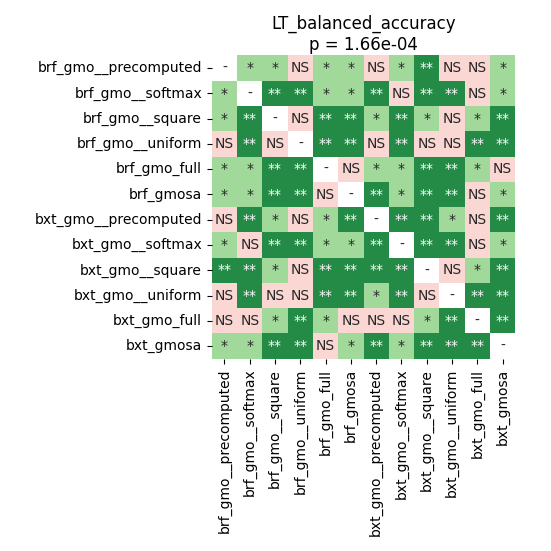 LT_balanced_accuracy
p = 1.66e-04
brf_gmo__precomputed - * * NS * * NS * ** NS NS *
brf_gmo__softmax * - ** ** * * ** NS ** ** NS *
brf_gmo__square * ** - NS ** ** * ** * NS * **
brf_gmo__uniform NS ** NS - ** ** NS ** NS NS ** **
brf_gmo_full * * ** ** - NS * * ** ** * NS
brf_gmosa * * ** ** NS - ** * ** ** NS *
bxt_gmo__precomputed NS ** * NS * ** - ** ** * NS **
bxt_gmo__softmax * NS ** ** * * ** - ** ** NS *
bxt_gmo__square ** ** * NS ** ** ** ** - NS * **
bxt_gmo__uniform NS ** NS NS ** ** * ** NS - ** **
bxt_gmo_full NS NS * ** * NS NS NS * ** - **
bxt_gmosa * * ** ** NS * ** * ** ** ** -
brf_gmo__precomputed
brf_gmo__softmax
brf_gmo__square
brf_gmo__uniform
brf_gmo_full
brf_gmosa
bxt_gmo__precomputed
bxt_gmo__softmax
bxt_gmo__square
bxt_gmo__uniform
bxt_gmo_full
bxt_gmosa